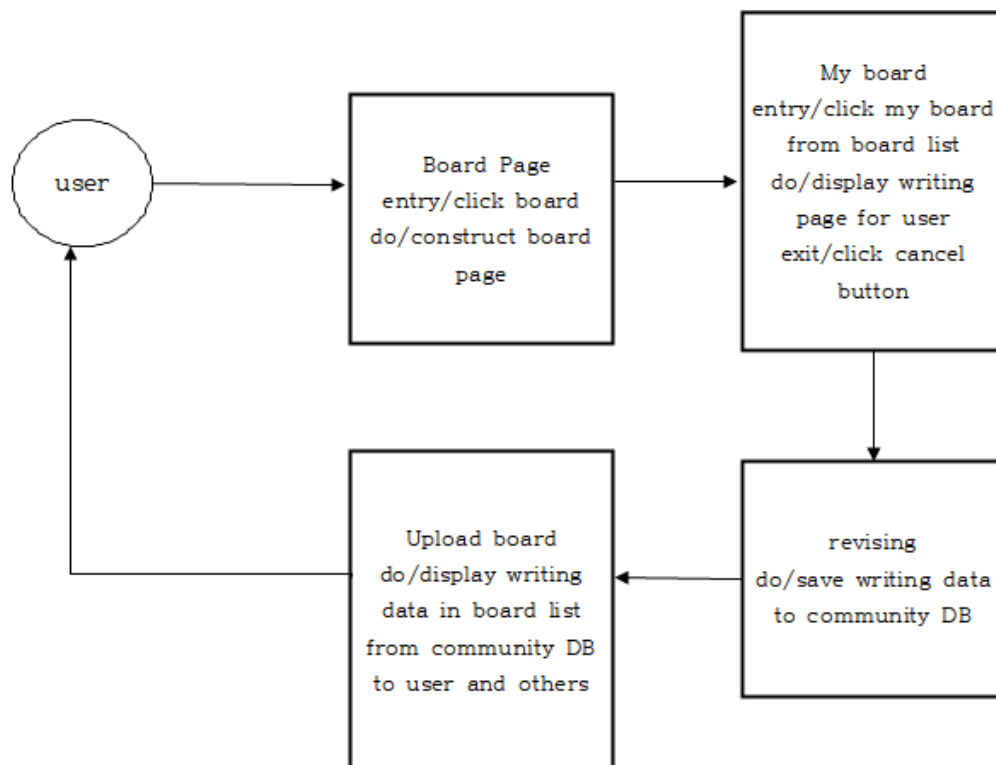 user
Board Page
entry/click board
do/construct board
page
My board
entry/click my board
from board list
do/display writing
page for user
exit/click cancel
button
revising
do/save writing data
to community DB
Upload board
do/display writing
data in board list
from community DB
to user and others